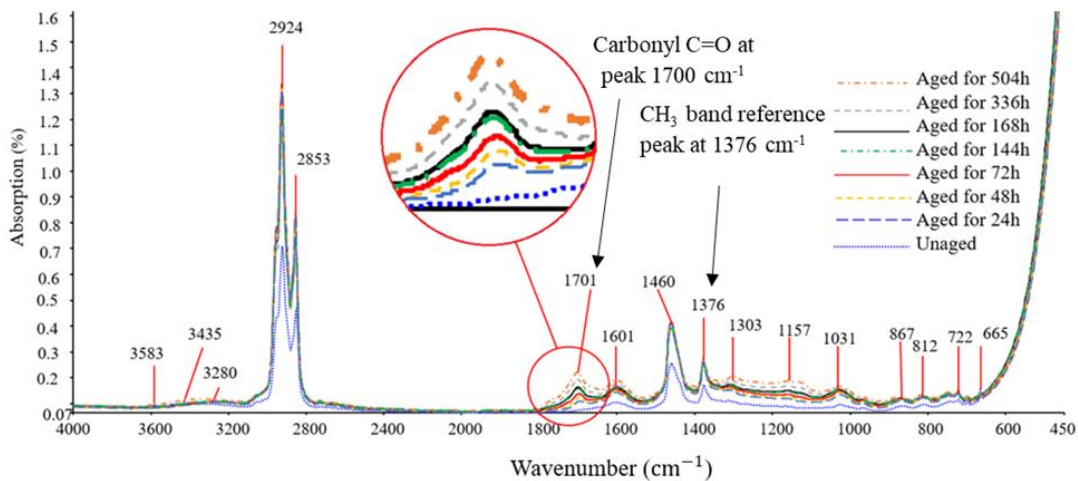 1.6
1.5
1.4
1.3
1.2
1.1
1.0
0.9
0.8
0.7
0.6
0.5
0.4
0.3
0.2
0.07
Absorption (%)
2924
2853
3583
3435
3280
Carbonyl C=O at
peak 1700 cm⁻¹
CH₃ band reference
peak at 1376 cm⁻¹
1701
1601
1460
1376
1303
1157
1031
867
812
722
665
Aged for 504h
Aged for 336h
Aged for 168h
Aged for 144h
Aged for 72h
Aged for 48h
Aged for 24h
Unaged
4000 3600 3200 2800 2400 2000 1800 1600 1400 1200 1000 800 600 450
Wavenumber (cm⁻¹)